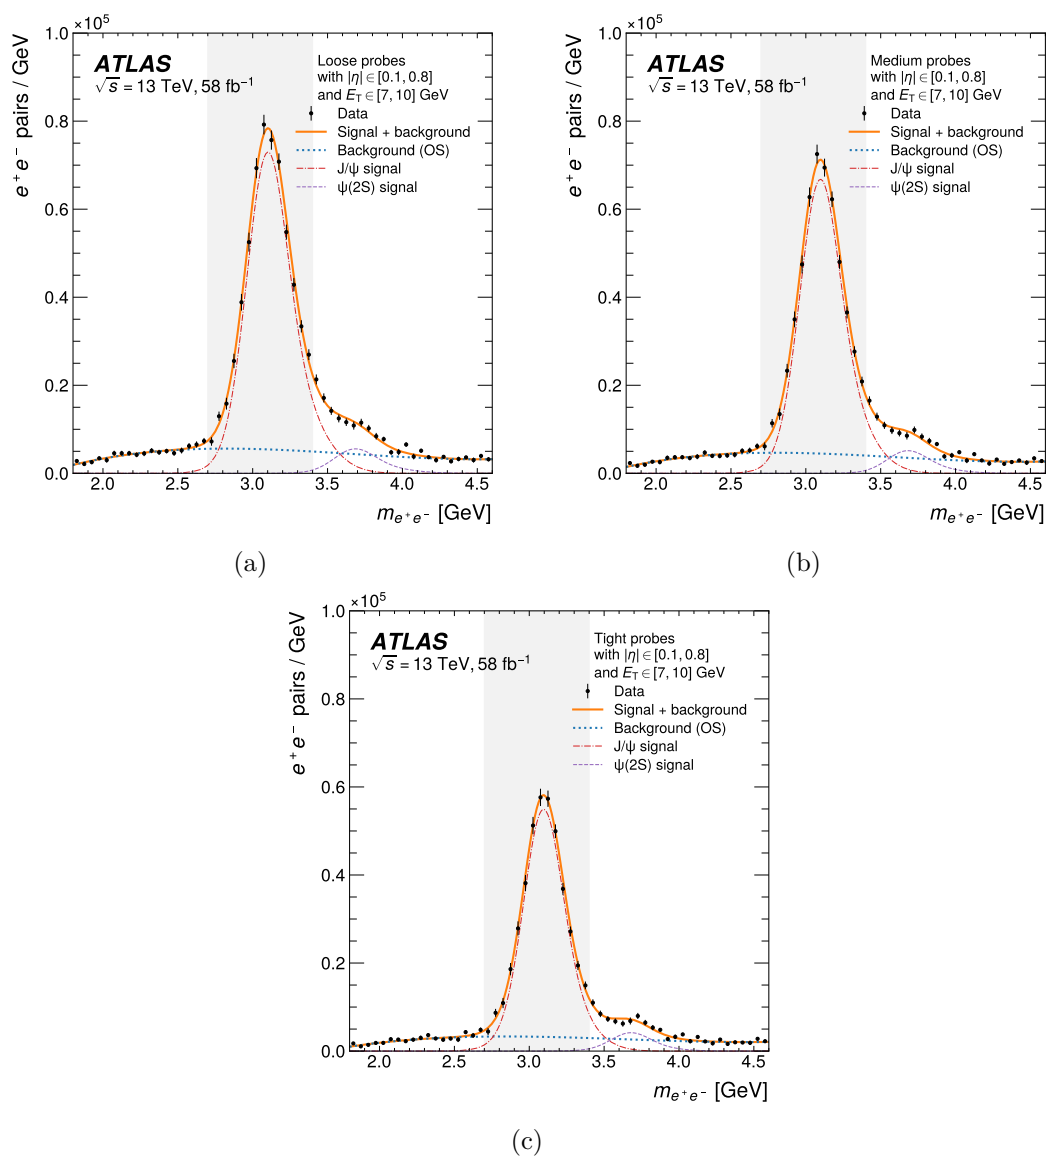 ×10⁵
ATLAS
√s = 13 TeV, 58 fb⁻¹
Loose probes
with |η| ∈ [0.1, 0.8]
and E_T ∈ [7, 10] GeV
Data
Signal + background
Background (OS)
J/ψ signal
ψ(2S) signal
e⁺e⁻ pairs / GeV
1.0
0.8
0.6
0.4
0.2
0.0
2.0 2.5 3.0 3.5 4.0 4.5
m_{e⁺e⁻} [GeV]
(a)
×10⁵
ATLAS
√s = 13 TeV, 58 fb⁻¹
Medium probes
with |η| ∈ [0.1, 0.8]
and E_T ∈ [7, 10] GeV
Data
Signal + background
Background (OS)
J/ψ signal
ψ(2S) signal
e⁺e⁻ pairs / GeV
1.0
0.8
0.6
0.4
0.2
0.0
2.0 2.5 3.0 3.5 4.0 4.5
m_{e⁺e⁻} [GeV]
(b)
×10⁵
ATLAS
√s = 13 TeV, 58 fb⁻¹
Tight probes
with |η| ∈ [0.1, 0.8]
and E_T ∈ [7, 10] GeV
Data
Signal + background
Background (OS)
J/ψ signal
ψ(2S) signal
e⁺e⁻ pairs / GeV
1.0
0.8
0.6
0.4
0.2
0.0
2.0 2.5 3.0 3.5 4.0 4.5
m_{e⁺e⁻} [GeV]
(c)